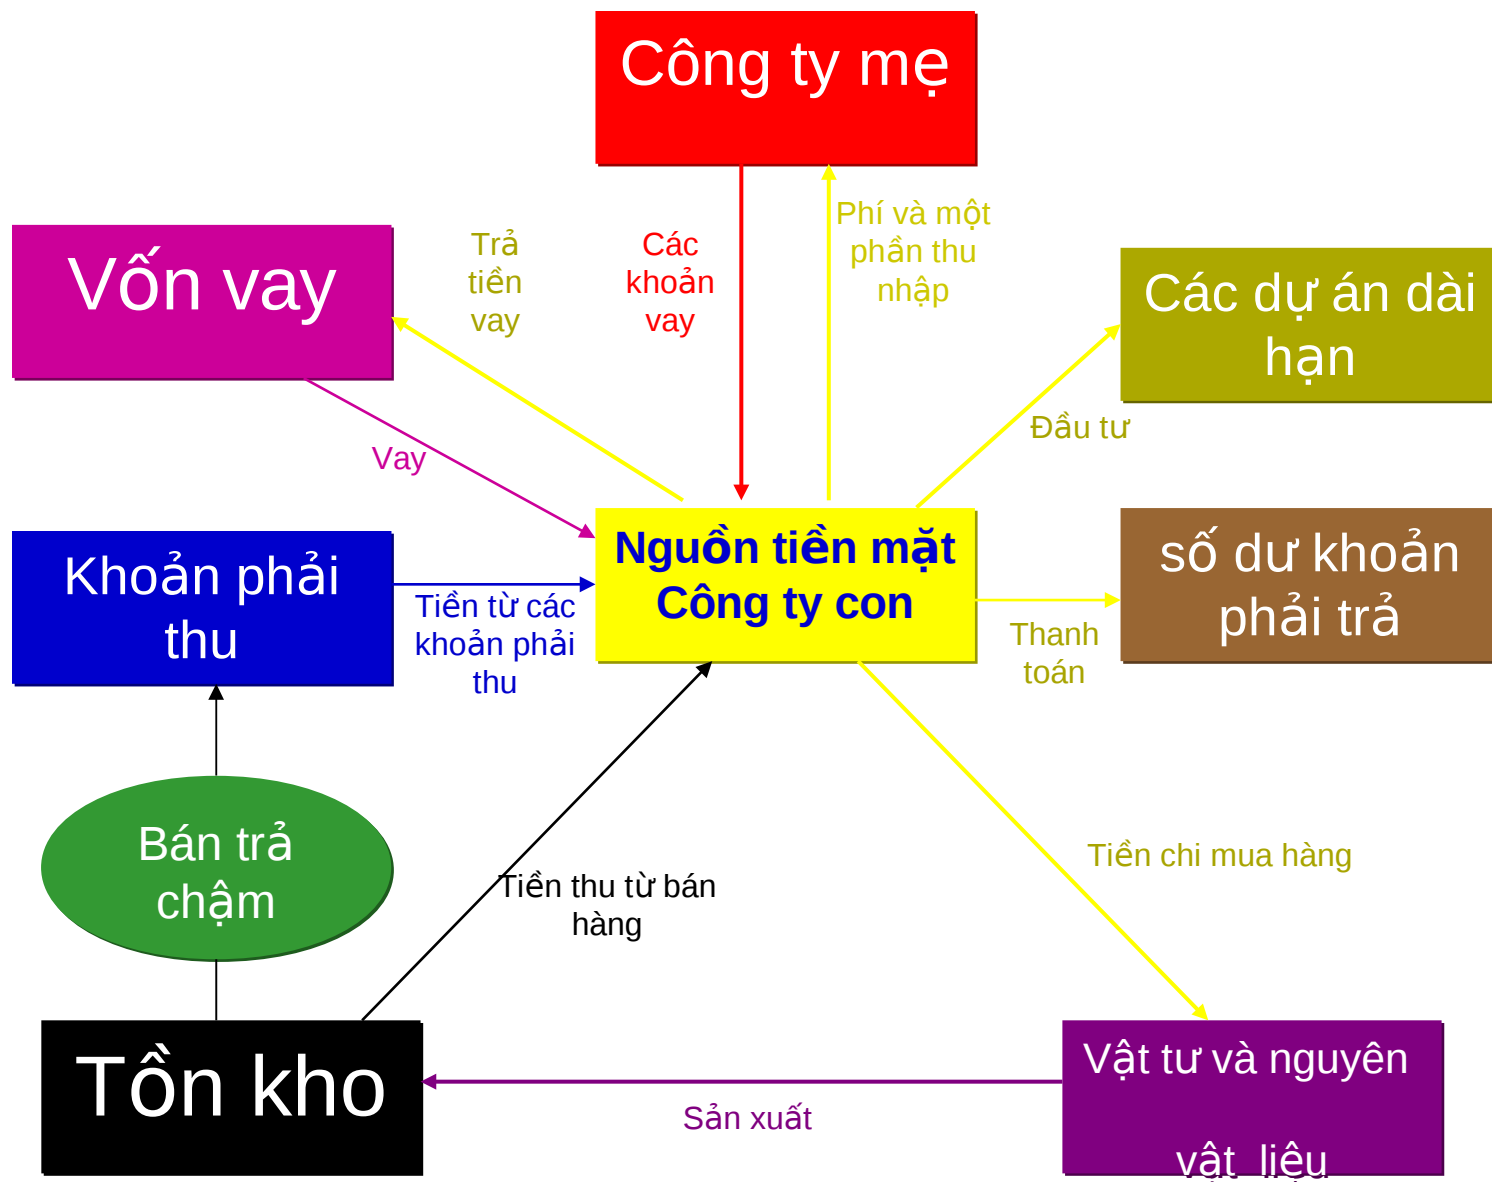 Công ty mẹ
Phí và một
phần thu
nhập
Trả
tiền
vay
Các
khoản
vay
Vốn vay
Các dự án dài
hạn
Đầu tư
Vay
Nguồn tiền mặt
Công ty con
số dư khoản
phải trả
Khoản phải
thu
Tiền từ các
khoản phải
thu
Thanh
toán
Bán trả
chậm
Tiền thu từ bán
hàng
Tiền chi mua hàng
Tồn kho
Vật tư và nguyên
vật liệu
Sản xuất